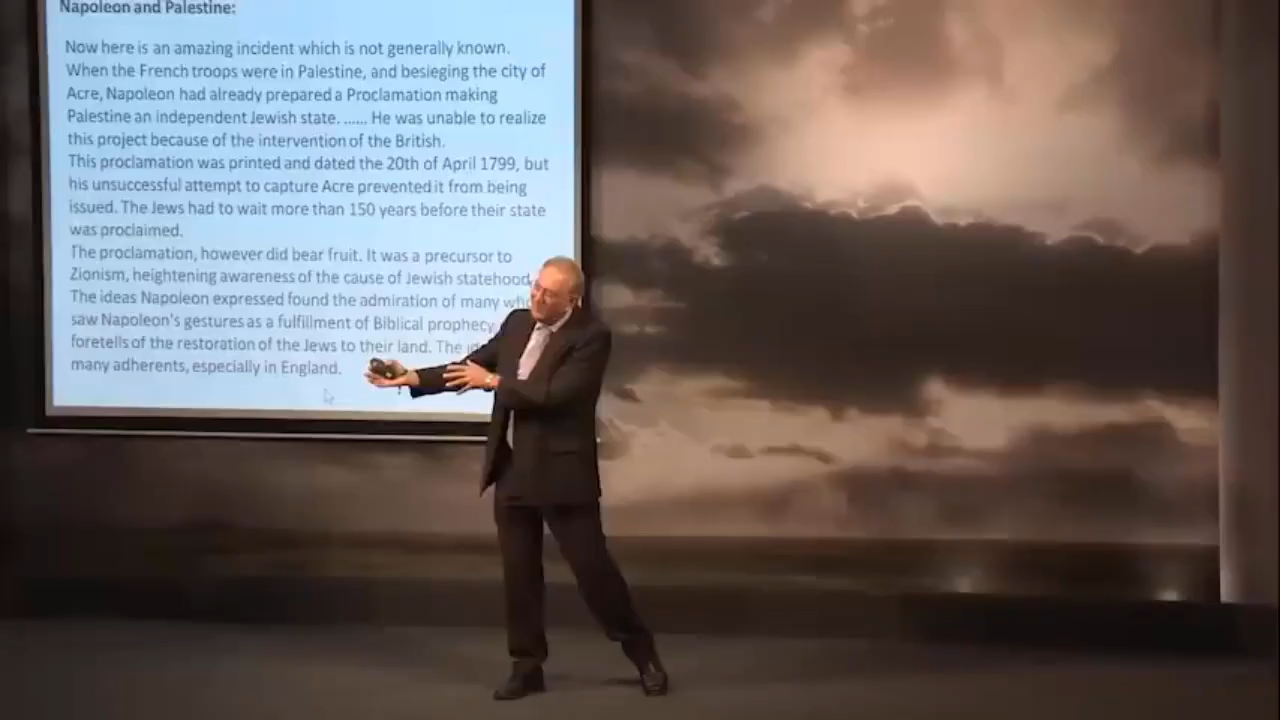 Napoleon and Palestine:
Now here is an amazing incident which is not generally known.
When the French troops were in Palestine, and besieging the city of
Acre, Napoleon had already prepared a Proclamation making
Palestine an independent Jewish state. ...... He was unable to realize
this project because of the intervention of the British.
This proclamation was printed and dated the 20th of April 1799, but
his unsuccessful attempt to capture Acre prevented it from being
issued. The Jews had to wait more than 150 years before their state
was proclaimed.
The proclamation, however did bear fruit. It was a precursor to
Zionism, heightening awareness of the cause of Jewish statehood
The ideas Napoleon expressed found the admiration of many
saw Napoleon's gestures as a fulfillment of Biblical prophecy
foretells of the restoration of the Jews to their land. The
many adherents, especially in England.